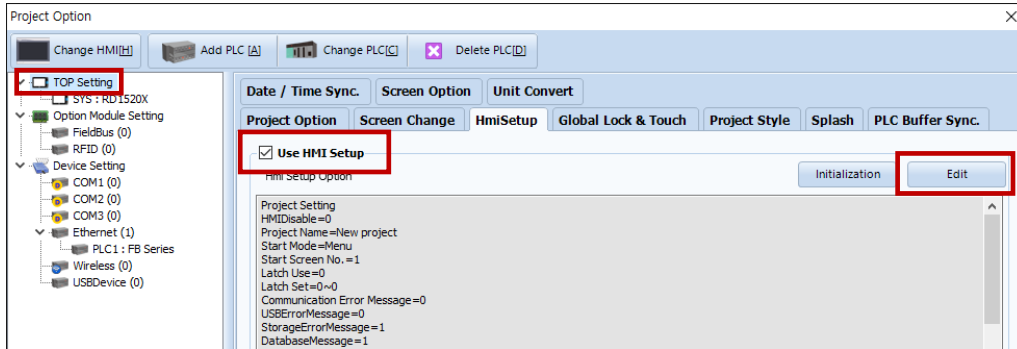 Project Option
Change HMI[H]
Add PLC [A]
Change PLC[C]
Delete PLC[D]
TOP Setting
SYS : RD1520X
Option Module Setting
FieldBus (0)
RFID (0)
Device Setting
COM1 (0)
COM2 (0)
COM3 (0)
Ethernet (1)
PLC1 : FB Series
Wireless (0)
USBDevice (0)
Date / Time Sync.
Screen Option
Unit Convert
Project Option
Screen Change
HmiSetup
Global Lock & Touch
Project Style
Splash
PLC Buffer Sync.
Use HMI Setup
Hmi Setup Option
Initialization
Edit
Project Setting
HMIDisable=0
Project Name=New project
Start Mode=Menu
Start Screen No.=1
Latch Use=0
Latch Set=0~0
Communication Error Message=0
USBErrorMessage=0
StorageErrorMessage=1
DatabaseMessage=1